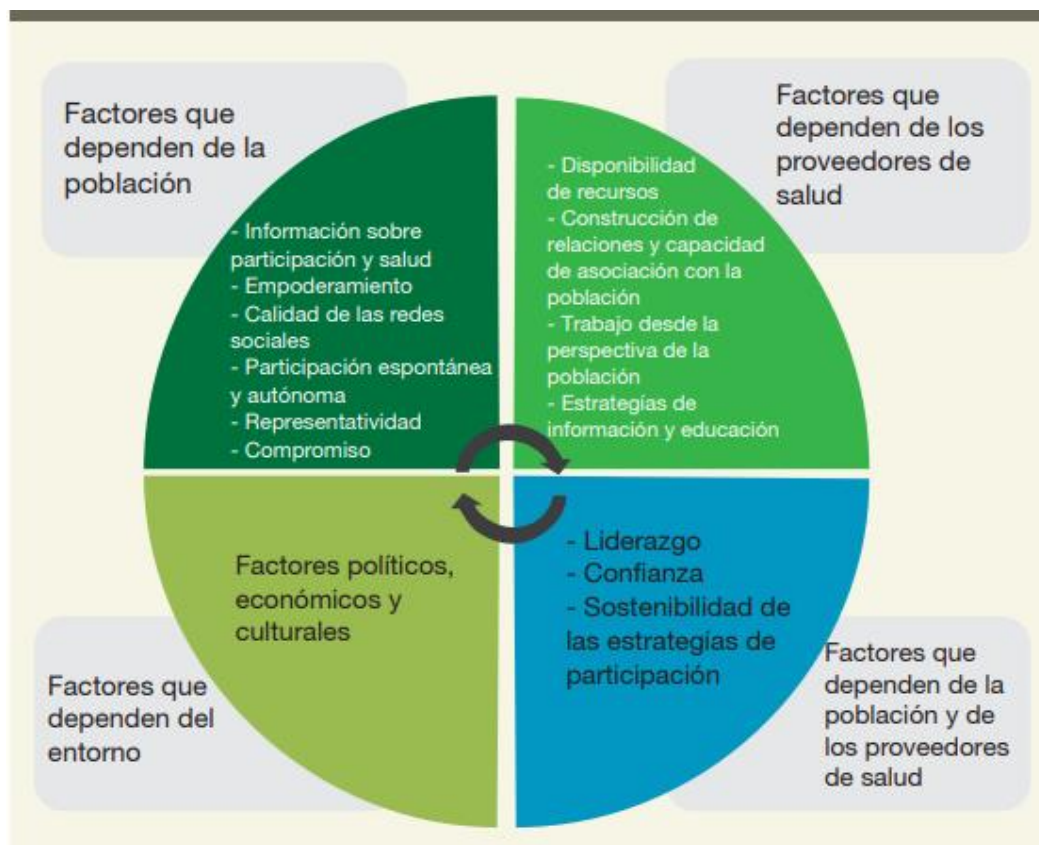 Factores que
dependen de la
población
- Información sobre
participación y salud
- Empoderamiento
- Calidad de las redes
sociales
- Participación espontánea
y autónoma
- Representatividad
- Compromiso
Factores que
dependen de los
proveedores de
salud
- Disponibilidad
de recursos
- Construcción de
relaciones y capacidad
de asociación con la
población
- Trabajo desde la
perspectiva de la
población
- Estrategias de
información y educación
Factores políticos,
económicos y
culturales
Factores que
dependen del
entorno
- Liderazgo
- Confianza
- Sostenibilidad de
las estrategias de
participación
Factores que
dependen de la
población y de
los proveedores
de salud